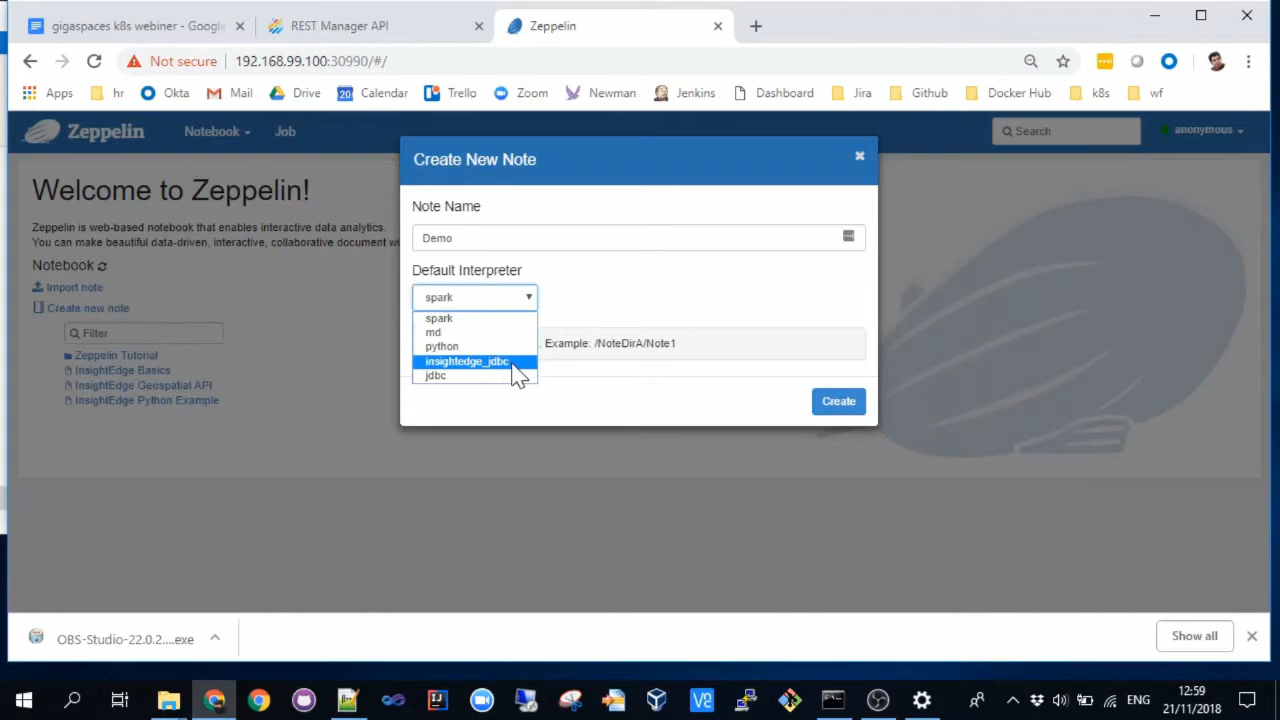 gigaspaces k8s webiner - Google
REST Manager API
Zeppelin
Not secure
192.168.99.100:30990/#/
Apps
hr
Okta
Mail
Drive
20
Calendar
Trello
Zoom
Newman
Jenkins
Dashboard
Jira
Github
Docker Hub
k8s
wf
Zeppelin
Notebook
Job
Search
anonymous
Create New Note
Welcome to Zeppelin!
Zeppelin is web-based notebook that enables interactive data analytics.
You can make beautiful data-driven, interactive, collaborative document
Notebook
Import note
Create new note
Filter
Zeppelin Tutorial
InsightEdge Basics
InsightEdge Geospatial API
InsightEdge Python Example
Note Name
Demo
Default Interpreter
spark
spark
md
python
insightedge_jdbc
jdbc
. Example: /NoteDirA/Note1
Create
OBS-Studio-22.0.2....exe
Show all
ENG
12:59
21/11/2018